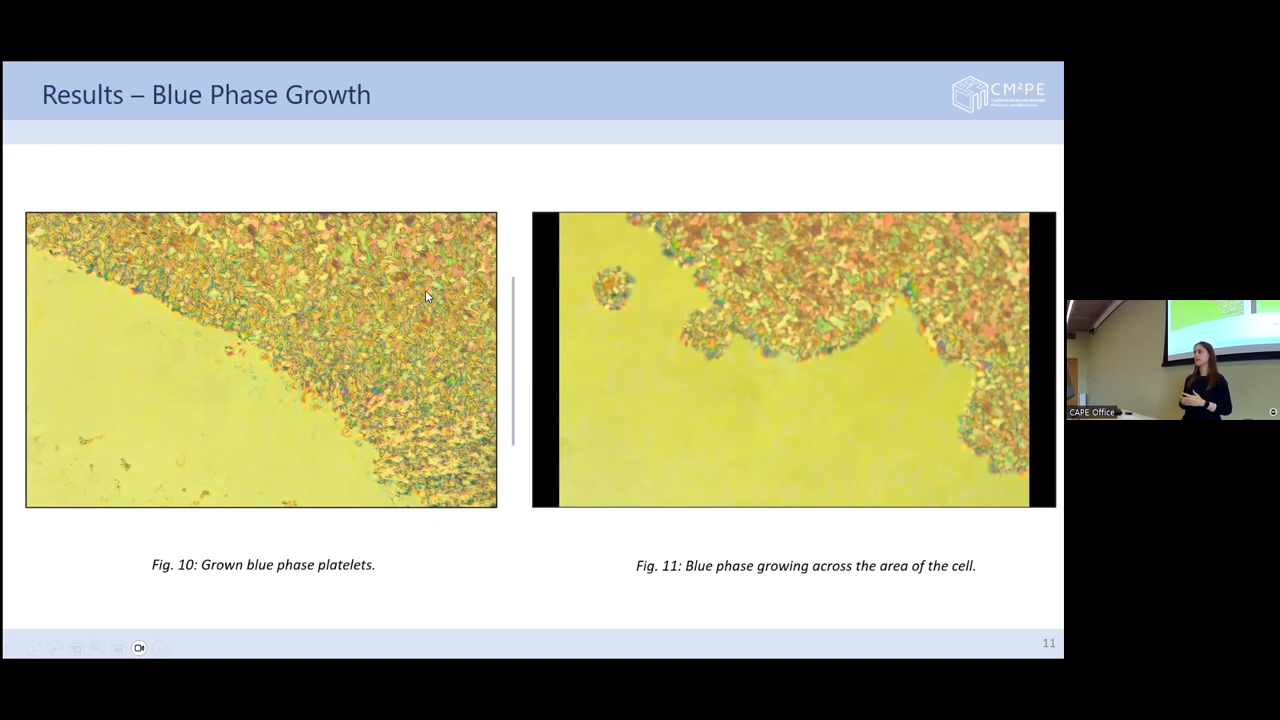 Results – Blue Phase Growth
CM²PE
Fig. 10: Grown blue phase platelets.
Fig. 11: Blue phase growing across the area of the cell.
11
CAPE Office